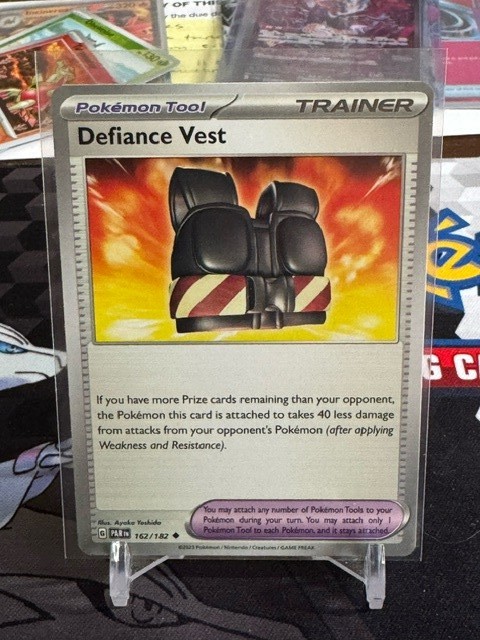 OF THI
the due d
Pokémon Tool
TRAINER
Defiance Vest
If you have more Prize cards remaining than your opponent,
the Pokémon this card is attached to takes 40 less damage
from attacks from your opponent's Pokémon (after applying
Weakness and Resistance).
You may attach any number of Pokémon Tools to your
Pokémon during your turn. You may attach only 1
Pokémon Tool to each Pokémon, and it stays attached.
Illus. Ayaka Yoshida
G PAR EN 162/182
©2023 Pokémon / Nintendo / Creatures / GAME FREAK
G C